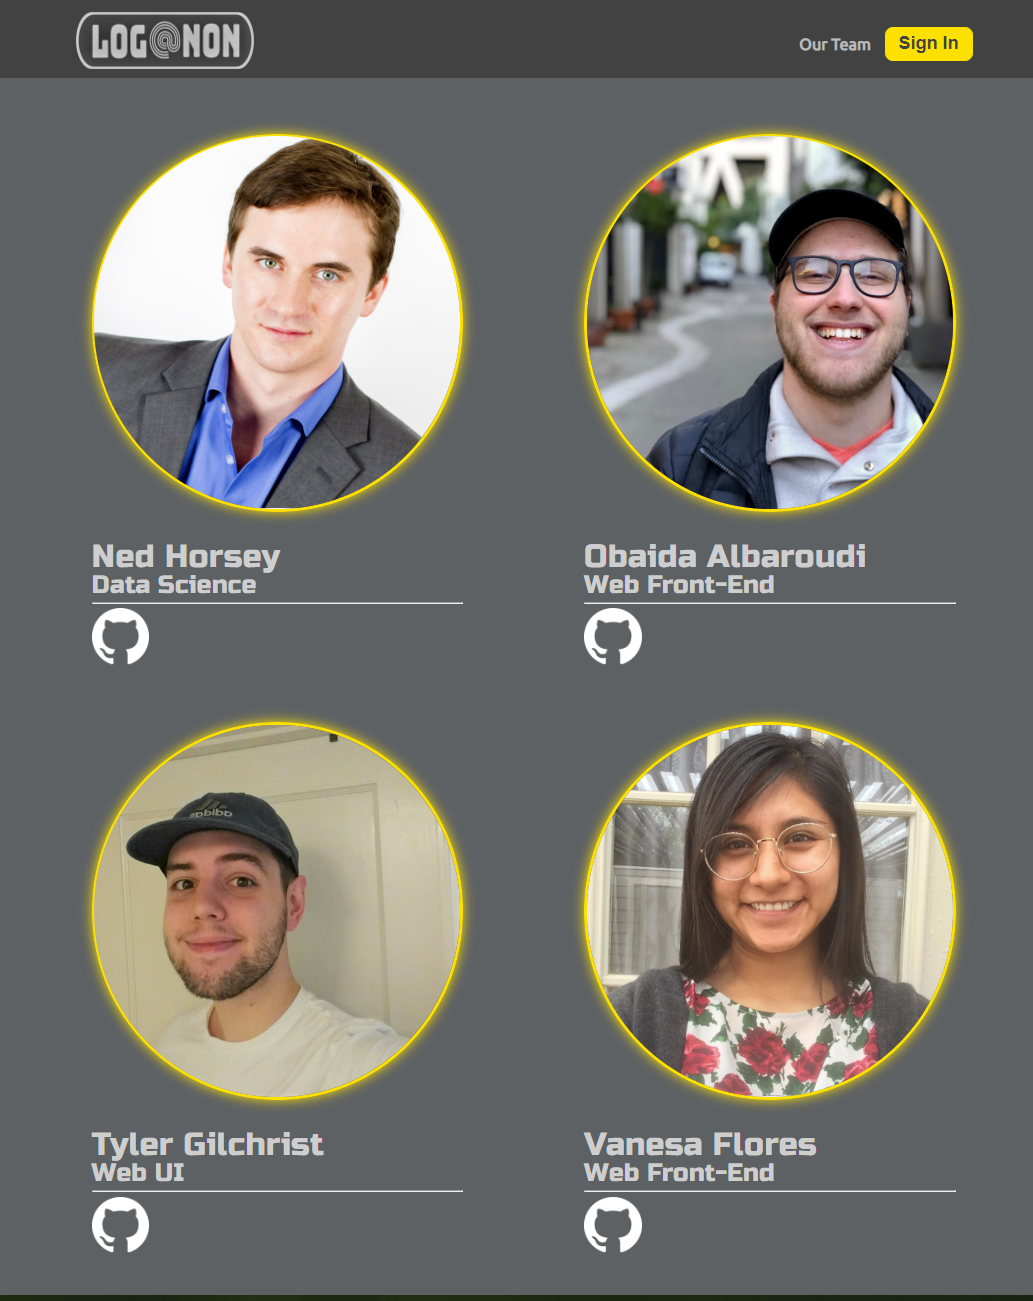 LOG@NON
Our Team
Sign In
Ned Horsey
Data Science
Obaida Albaroudi
Web Front-End
adidas
Tyler Gilchrist
Web UI
Vanesa Flores
Web Front-End